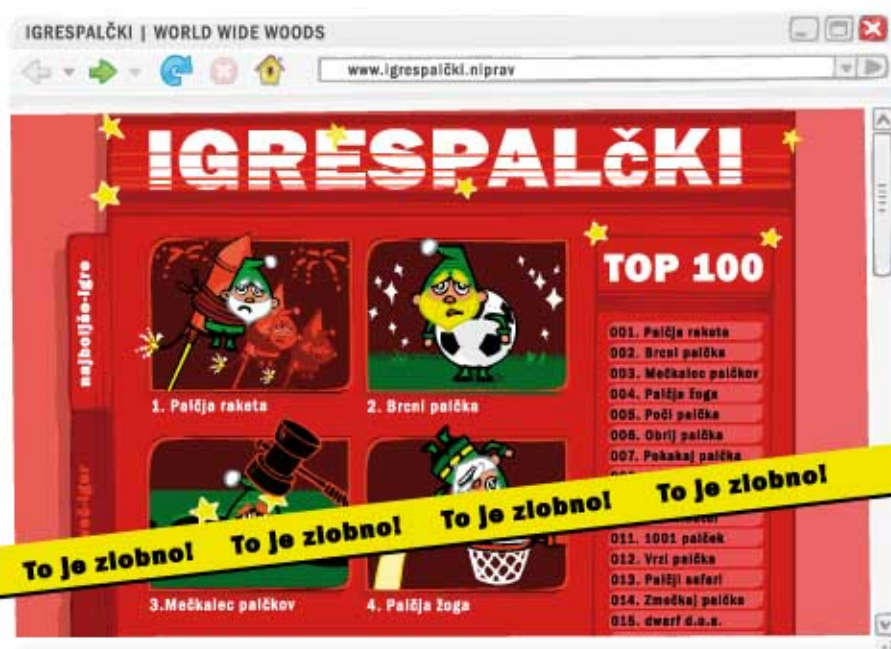 IGRESPALČKI | WORLD WIDE WOODS
www.igrespalčki.niprav
IGRESPALčKI
najboljše-igre
1. Palčja raketa
2. Brcni palčka
3.Mečkalec palčkov
4. Palčja žoga
TOP 100
001. Palčja raketa
002. Brcni palčka
003. Mečkalec palčkov
004. Palčja žoga
005. Poči palčka
006. Obrij palčka
007. Pokakaj palčka
011. 1001 palček
012. Vrzi palčka
013. Palčji safari
014. Zmečkaj palčka
015. dwarf d.o.o.
To je zlobno! To je zlobno! To je zlobno! To je zlobno!